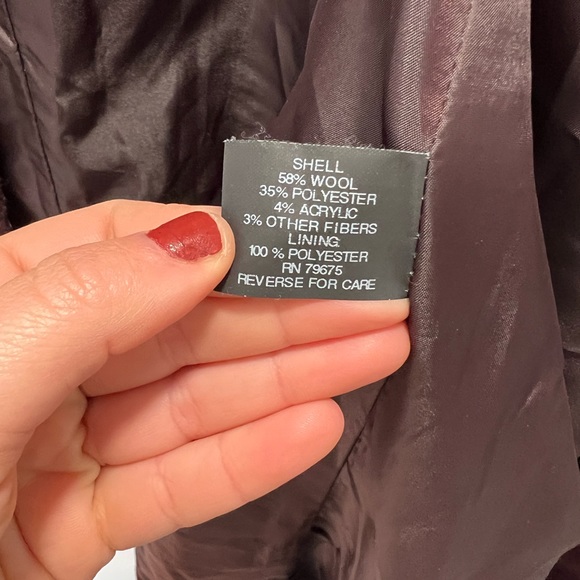 SHELL
58% WOOL
35% POLYESTER
4% ACRYLIC
3% OTHER FIBERS
LINING:
100 % POLYESTER
RN 79675
REVERSE FOR CARE